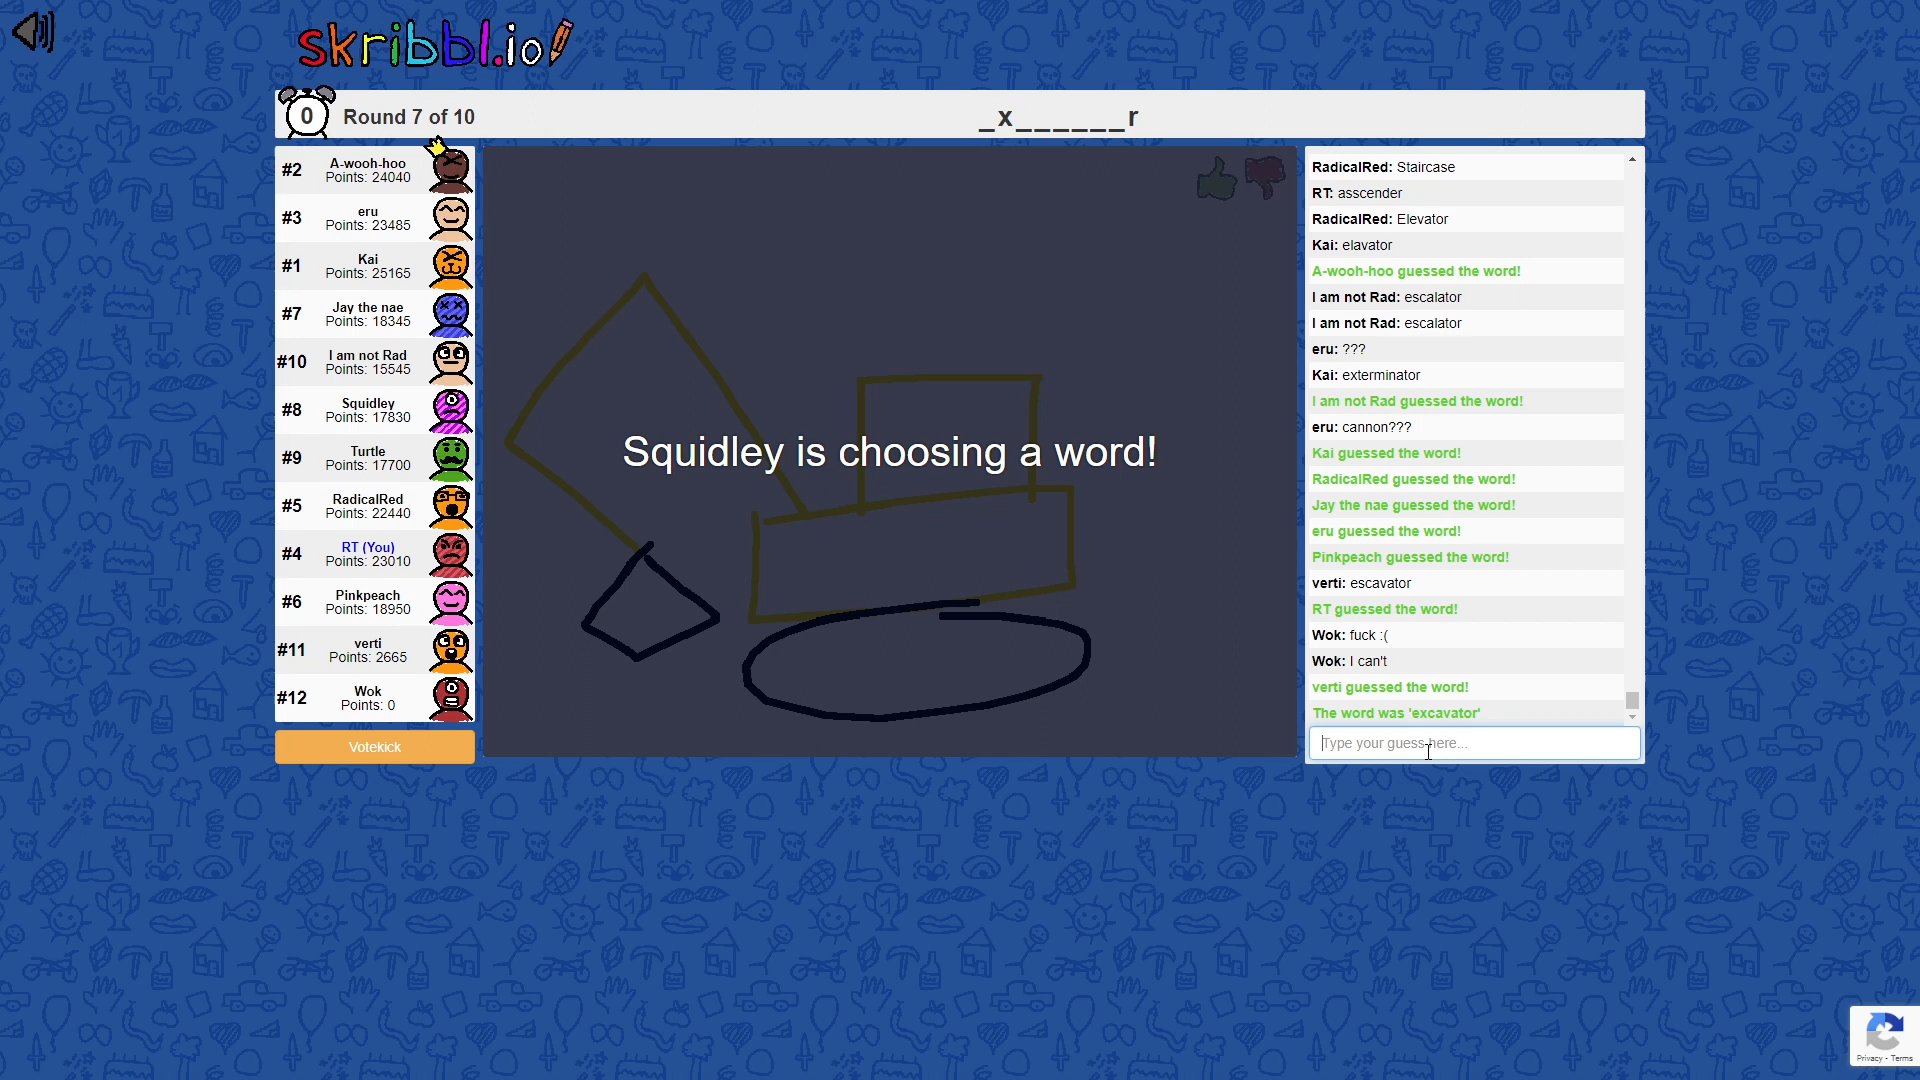 skribbl.io
0
Round 7 of 10
_x______r
#2
A-wooh-hoo
Points: 24040
#3
eru
Points: 23485
#1
Kai
Points: 25165
#7
Jay the nae
Points: 18345
#10
I am not Rad
Points: 15545
#8
Squidley
Points: 17830
#9
Turtle
Points: 17700
#5
RadicalRed
Points: 22440
#4
RT (You)
Points: 23010
#6
Pinkpeach
Points: 18950
#11
verti
Points: 2665
#12
Wok
Points: 0
Votekick
Squidley is choosing a word!
RadicalRed: Staircase
RT: asscender
RadicalRed: Elevator
Kai: elavator
A-wooh-hoo guessed the word!
I am not Rad: escalator
I am not Rad: escalator
eru: ???
Kai: exterminator
I am not Rad guessed the word!
eru: cannon???
Kai guessed the word!
RadicalRed guessed the word!
Jay the nae guessed the word!
eru guessed the word!
Pinkpeach guessed the word!
verti: escavator
RT guessed the word!
Wok: fuck :(
Wok: I can't
verti guessed the word!
The word was 'excavator'
Type your guess here...
Privacy - Terms